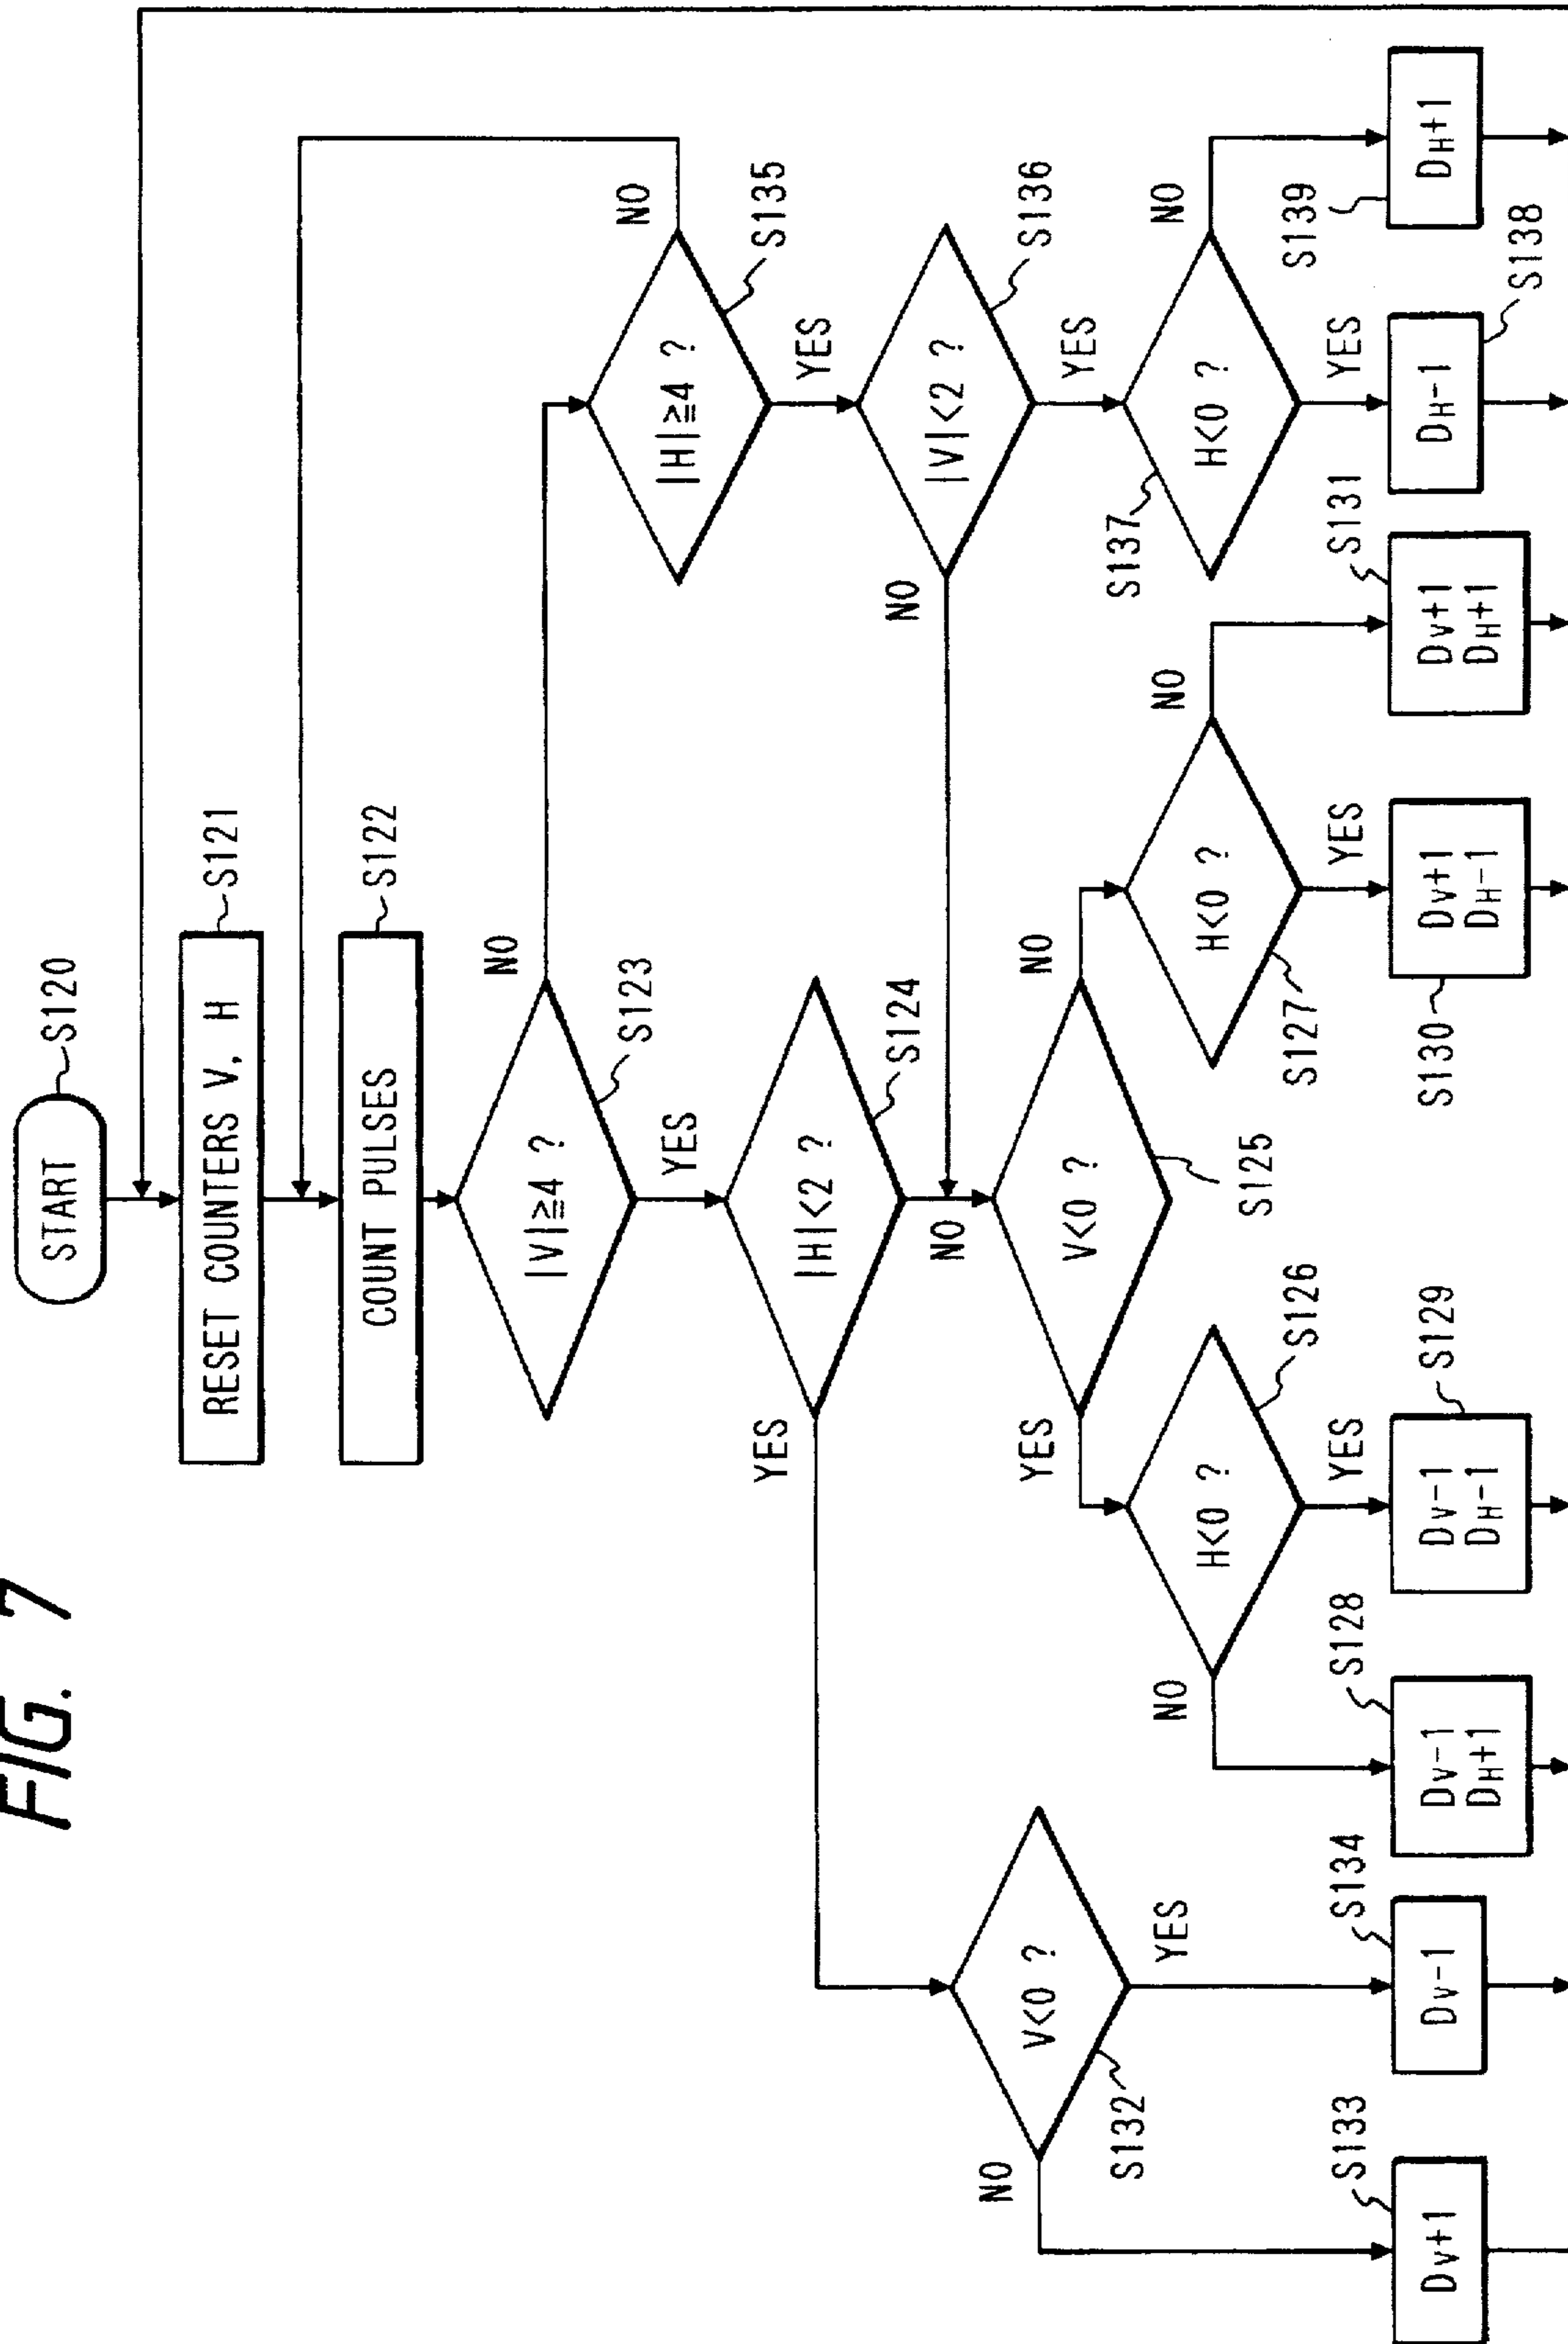 FIG. 7
START
S120
RESET COUNTERS V, H
S121
COUNT PULSES
S122
|V|≧4 ?
S123
NO
YES
|H|≧4 ?
S135
NO
YES
|H|<2 ?
S124
YES
NO
|V|<2 ?
S136
NO
YES
V<0 ?
S132
NO
YES
V<0 ?
S125
YES
NO
H<0 ?
S126
NO
YES
H<0 ?
S127
YES
NO
H<0 ?
S137
YES
NO
Dv+1
S133
Dv-1
S134
Dv-1
DH+1
S128
Dv-1
DH-1
S129
Dv+1
DH-1
S130
Dv+1
DH+1
S131
DH-1
S138
DH+1
S139